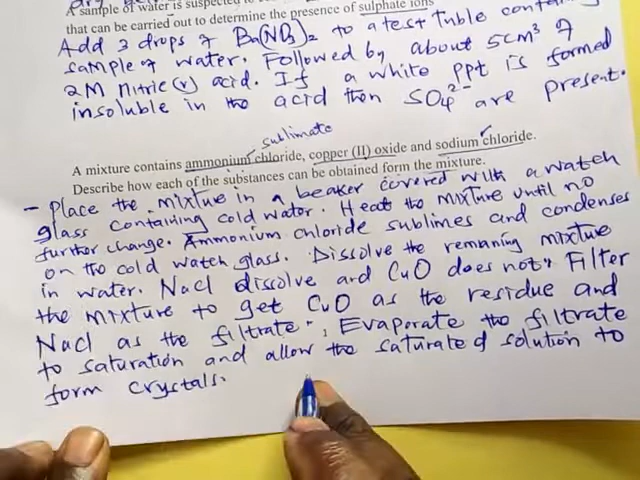 A sample of water is suspected
that can be carried out to determine the presence of sulphate ions
Add 3 drops of Ba(NO3)2 to a test tuble
sample of water. Followed by about 5cm³ of
2M nitric (v) acid. If a white ppt is formed
insoluble in the acid then SO4²⁻ are present.
sublimate
A mixture contains ammonium chloride, copper (II) oxide and sodium chloride.
Describe how each of the substances can be obtained form the mixture.
- Place the mixture in a beaker covered with a watch
glass containing cold water. Heat the mixture until no
further change. Ammonium chloride sublimes and condenses
on the cold watch glass. Dissolve the remaning mixture
in water. Nacl dissolve and CuO does not. Filter
the mixture to get CuO as the residue and
Nacl as the filtrate, Evaporate the filtrate
to saturation and allow the saturated solution to
form crystals.